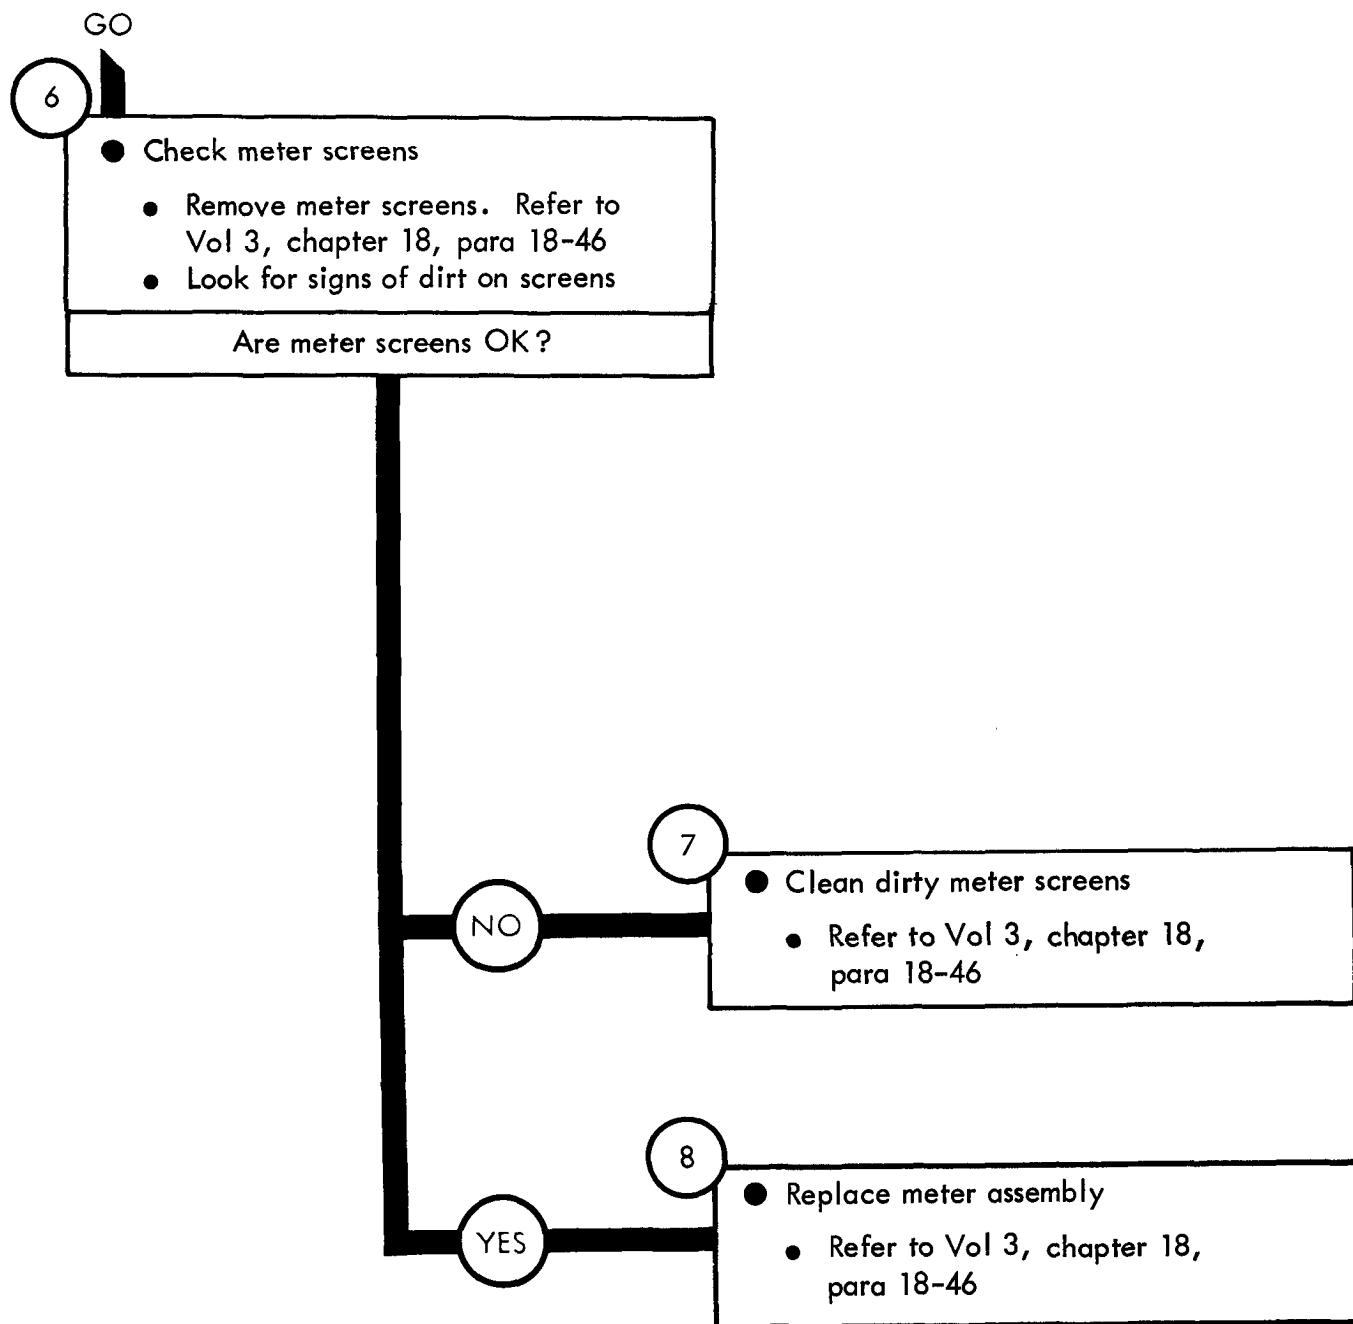 GO
6
● Check meter screens
● Remove meter screens. Refer to
Vol 3, chapter 18, para 18-46
● Look for signs of dirt on screens
Are meter screens OK?
7
● Clean dirty meter screens
NO
● Refer to Vol 3, chapter 18,
para 18-46
8
● Replace meter assembly
YES
● Refer to Vol 3, chapter 18,
para 18-46